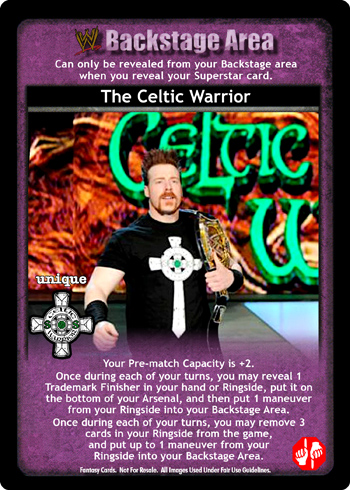 W Backstage Area
Can only be revealed from your Backstage area
when you reveal your Superstar card.
The Celtic Warrior
CELTIC
W
unique
Your Pre-match Capacity is +2.
Once during each of your turns, you may reveal 1
Trademark Finisher in your hand or Ringside, put it on
the bottom of your Arsenal, and then put 1 maneuver
from your Ringside into your Backstage Area.
Once during each of your turns, you may remove 3
cards in your Ringside from the game,
and put up to 1 maneuver from your
Ringside into your Backstage Area.
Fantasy Cards. Not For Resale. All Images Used Under Fair Use Guidelines.